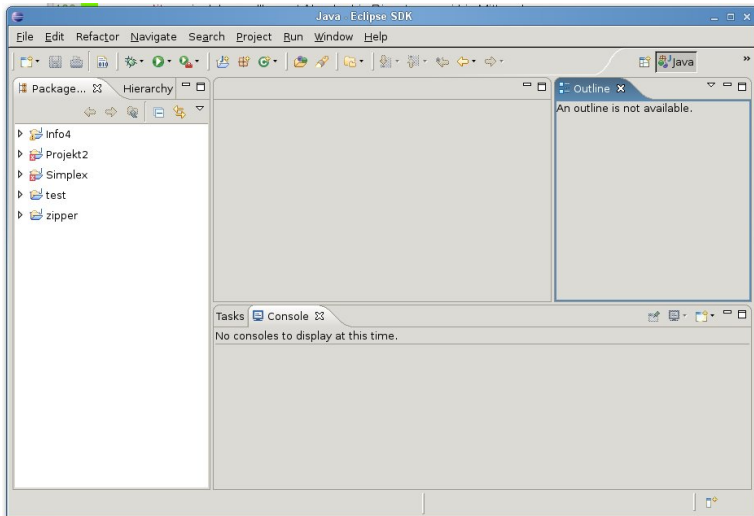 Java Eclipse SDK
File Edit Refactor Navigate Search Project Run Window Help
Java »
Package... Hierarchy
Outline
An outline is not available.
Info4
Projekt2
Simplex
test
zipper
Tasks Console
No consoles to display at this time.